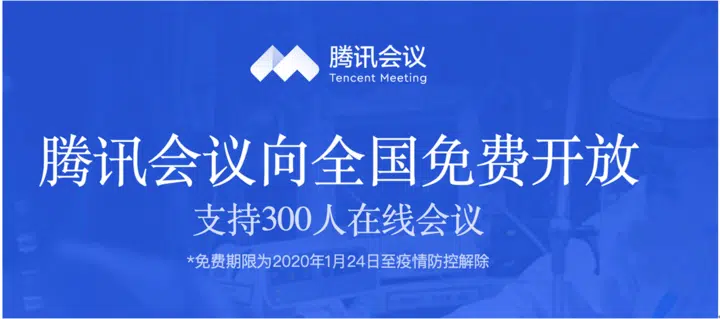 腾讯会议
Tencent Meeting
腾讯会议向全国免费开放
支持300人在线会议
*免费期限为2020年1月24日至疫情防控解除